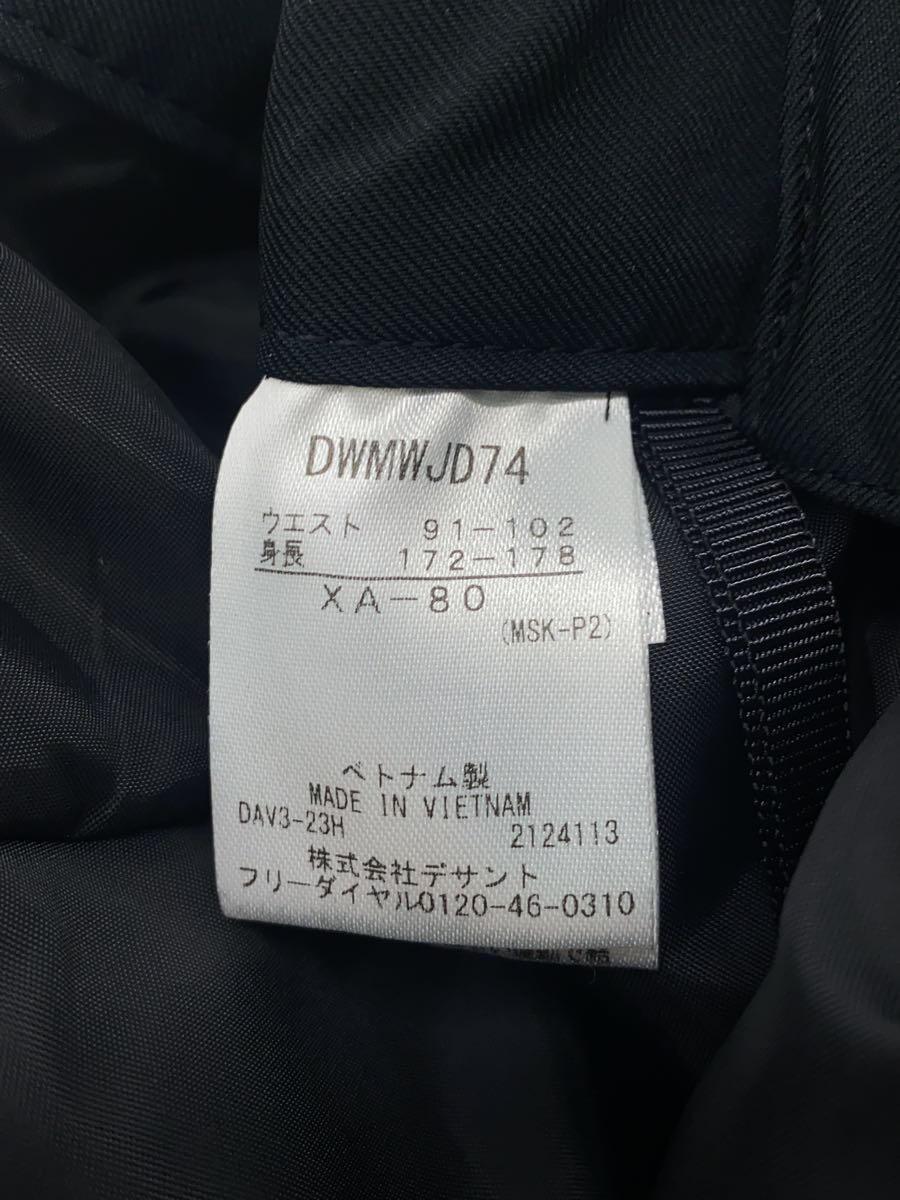 DWMWJD74
ウエスト 91-102
身長 172-178
XA-80
(MSK-P2)
ベトナム製
MADE IN VIETNAM
DAV3-23H 2124113
株式会社デサント
フリーダイヤル0120-46-0310